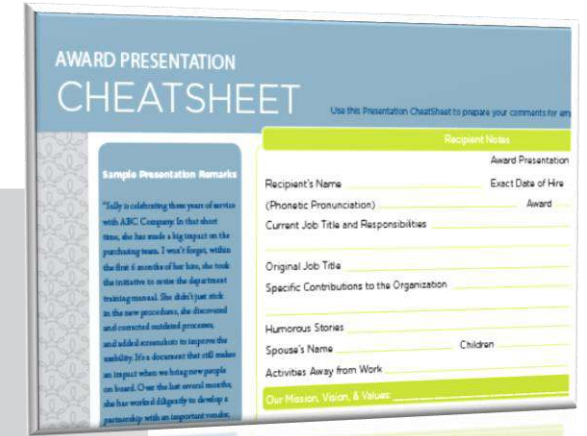 AWARD PRESENTATION
CHEATSHEET
Use this Presentation CheatSheet to prepare your comments for
Sample Presentation Remarks
"Sally is celebrating three years of service
with ABC Company. In that short
time, she has made a big impact on the
purchasing team. I won't forget, within
the first 6 months of her hire, she took
the initiative to revise the department
training manual. She didn't just stick
in the new procedures, she discovered
and corrected outdated processes,
and added screenshots to improve the
usability. It's a document that still makes
an impact when we bring new people
on board. Over the last several months,
she has worked diligently to develop a
partnership with an important vendor,
Recipient Notes
Award Presentation
Recipient's Name
Exact Date of Hire
(Phonetic Pronunciation)
Award
Current Job Title and Responsibilities
Original Job Title
Specific Contributions to the Organization
Humorous Stories
Spouse's Name
Children
Activities Away from Work
Our Mission, Vision, & Values: